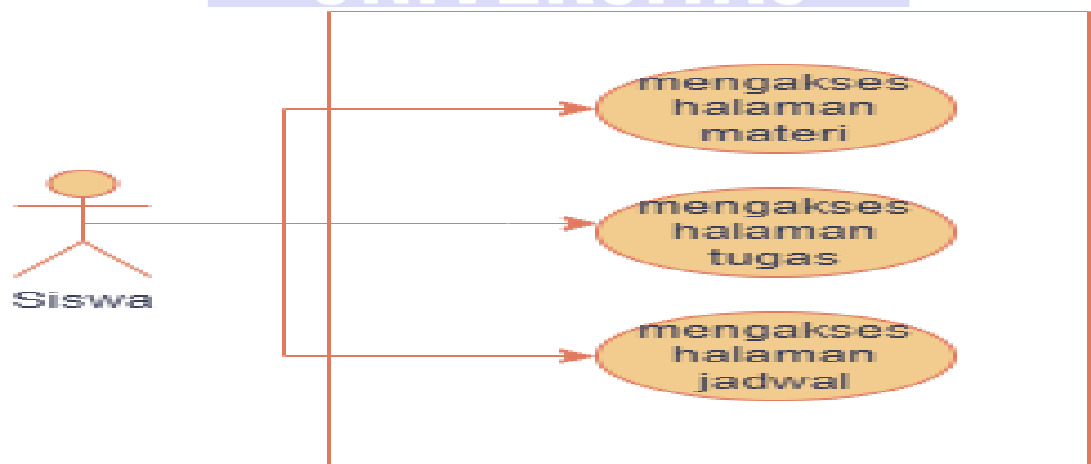 mengakses
halaman
materi
mengakses
halaman
tugas
Siswa
mengakses
halaman
jadwal